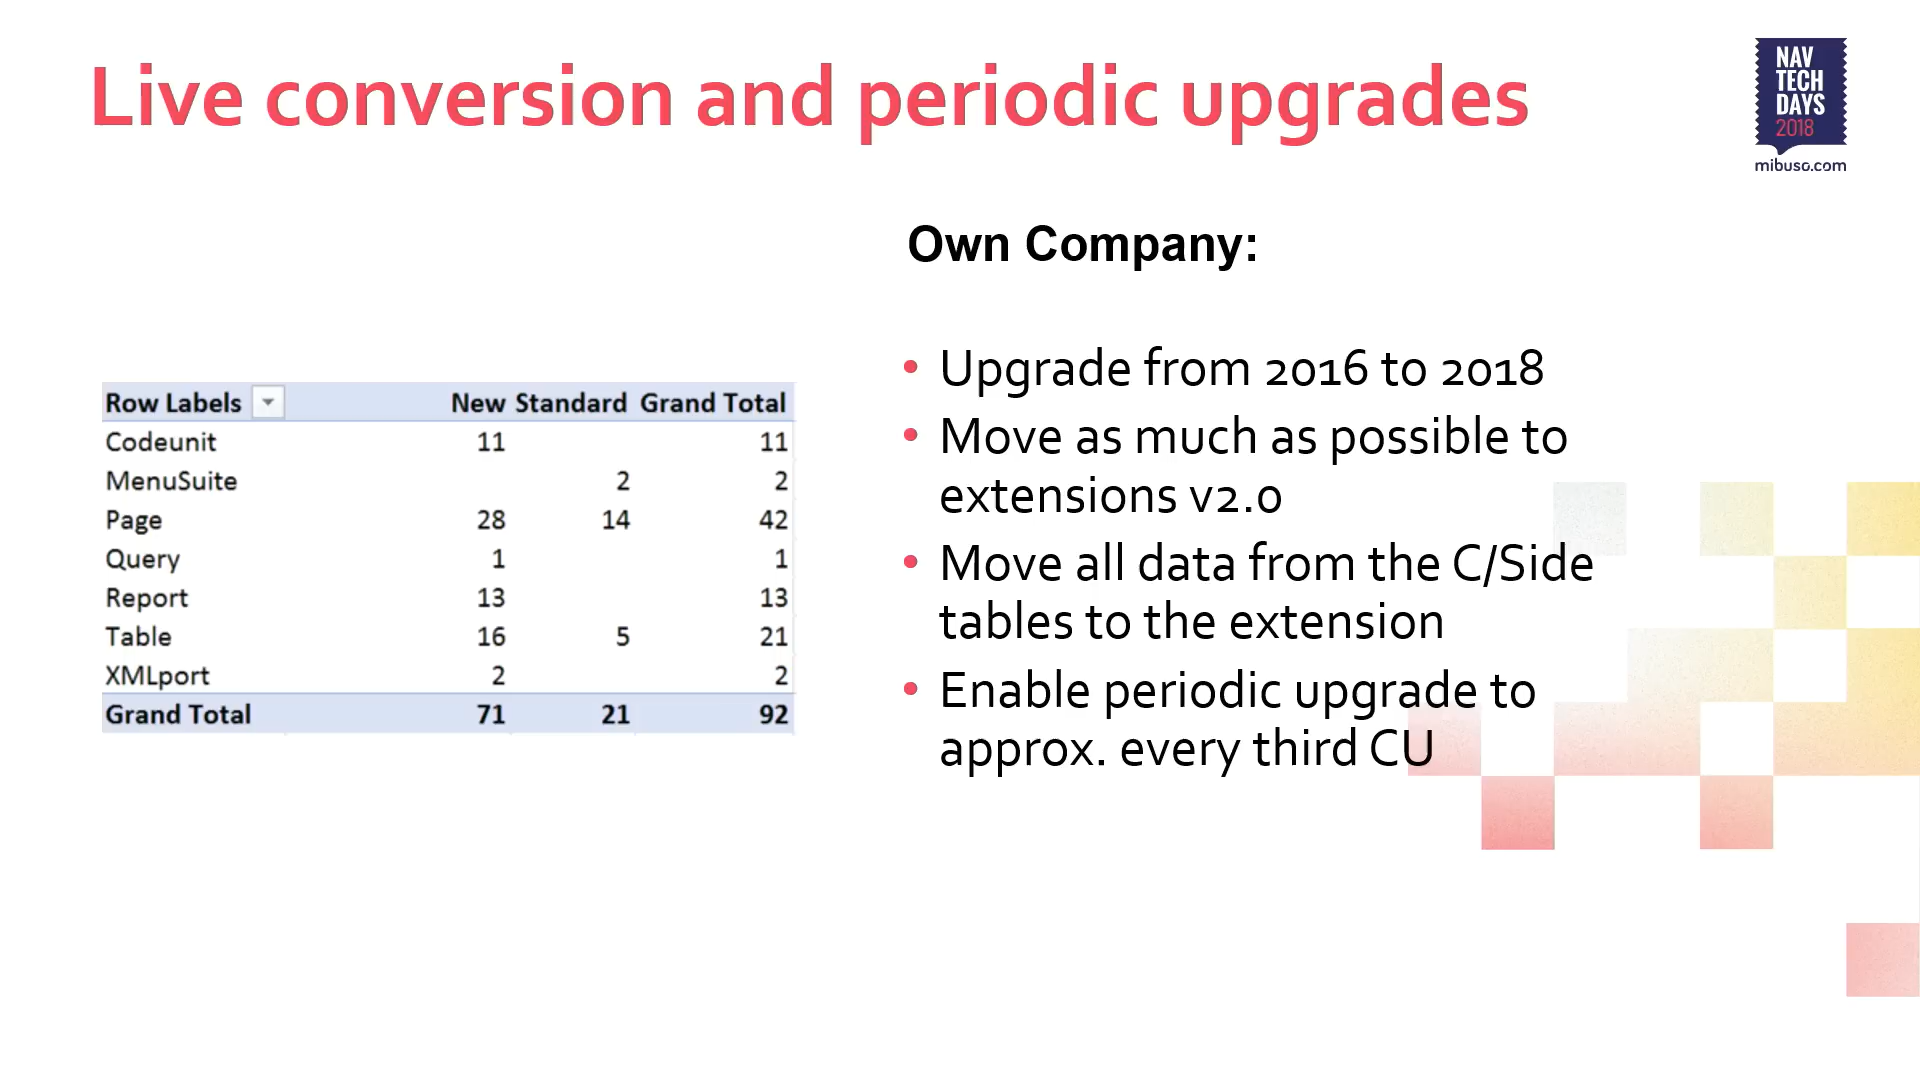 Live conversion and periodic upgrades
NAV
TECH
DAYS
2018
mibuso.com
Row Labels New Standard Grand Total
Codeunit 11 11
MenuSuite 2 2
Page 28 14 42
Query 1 1
Report 13 13
Table 16 5 21
XMLport 2 2
Grand Total 71 21 92
Own Company:
• Upgrade from 2016 to 2018
• Move as much as possible to
extensions v2.0
• Move all data from the C/Side
tables to the extension
• Enable periodic upgrade to
approx. every third CU